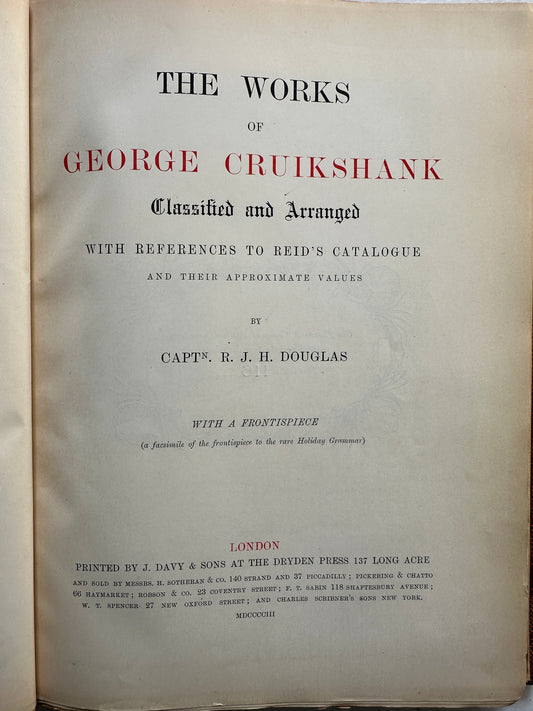 THE WORKS
OF
GEORGE CRUIKSHANK
Classified and Arranged
WITH REFERENCES TO REID'S CATALOGUE
AND THEIR APPROXIMATE VALUES
BY
CAPTN. R. J. H. DOUGLAS
WITH A FRONTISPIECE
(a facsimile of the frontispiece to the rare Holiday Grammar)
LONDON
PRINTED BY J. DAVY & SONS AT THE DRYDEN PRESS 137 LONG ACRE
AND SOLD BY MESSRS. H. SOTHERAN & CO. 140 STRAND AND 37 PICCADILLY; PICKERING & CHATTO
66 HAYMARKET; ROBSON & CO. 23 COVENTRY STREET; F. T. SABIN 118 SHAFTESBURY AVENUE;
W. T. SPENCER 27 NEW OXFORD STREET; AND CHARLES SCRIBNER'S SONS NEW YORK.
MDCCCCIII